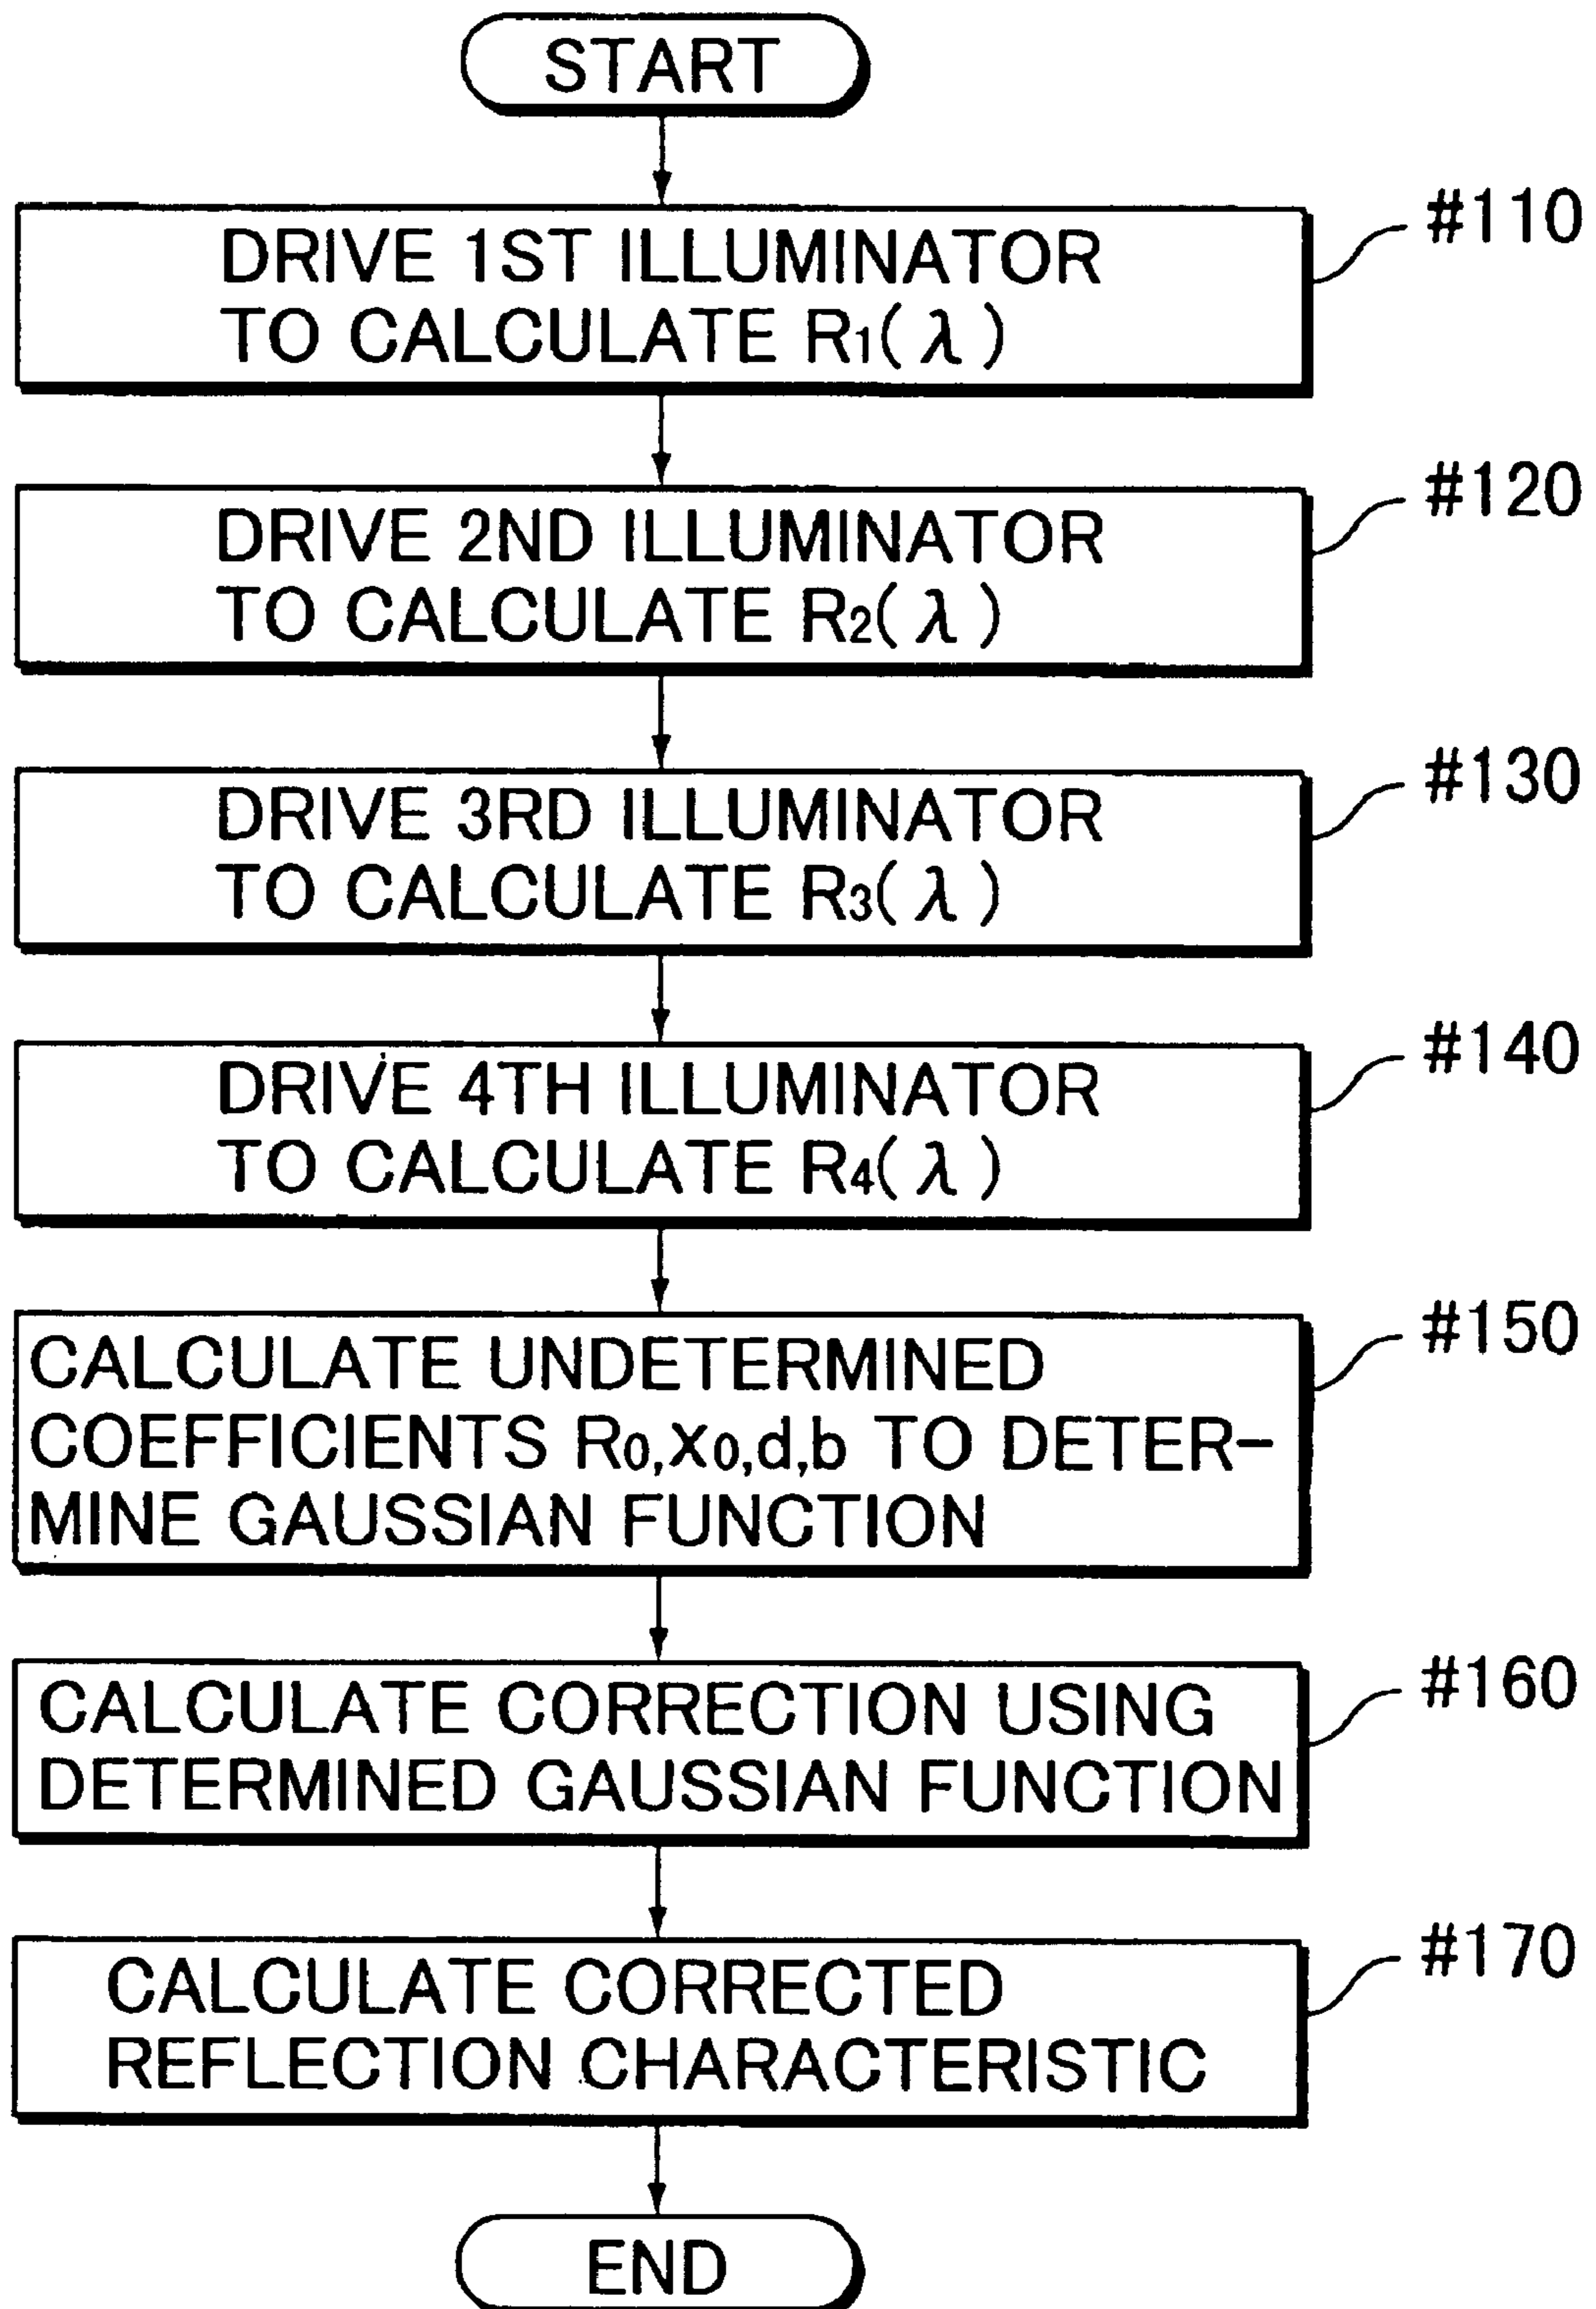 START
#110
DRIVE 1ST ILLUMINATOR
TO CALCULATE R₁(λ)
#120
DRIVE 2ND ILLUMINATOR
TO CALCULATE R₂(λ)
#130
DRIVE 3RD ILLUMINATOR
TO CALCULATE R₃(λ)
#140
DRIVE 4TH ILLUMINATOR
TO CALCULATE R₄(λ)
#150
CALCULATE UNDETERMINED
COEFFICIENTS R₀,x₀,d,b TO DETER-
MINE GAUSSIAN FUNCTION
#160
CALCULATE CORRECTION USING
DETERMINED GAUSSIAN FUNCTION
#170
CALCULATE CORRECTED
REFLECTION CHARACTERISTIC
END